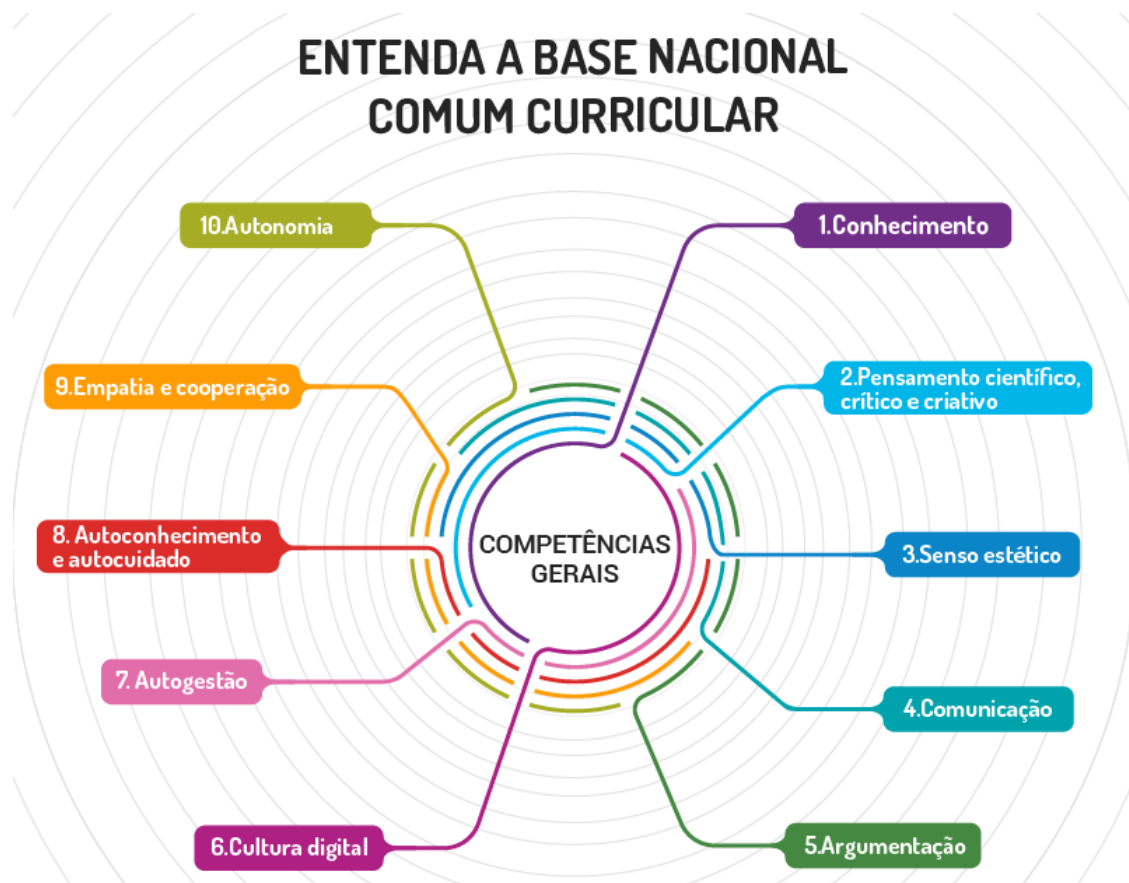 ENTENDA A BASE NACIONAL
COMUM CURRICULAR
1.Conhecimento
2.Pensamento científico,
crítico e criativo
3.Senso estético
4.Comunicação
5.Argumentação
6.Cultura digital
7. Autogestão
8. Autoconhecimento
e autocuidado
9.Empatia e cooperação
10.Autonomia
COMPETÊNCIAS
GERAIS